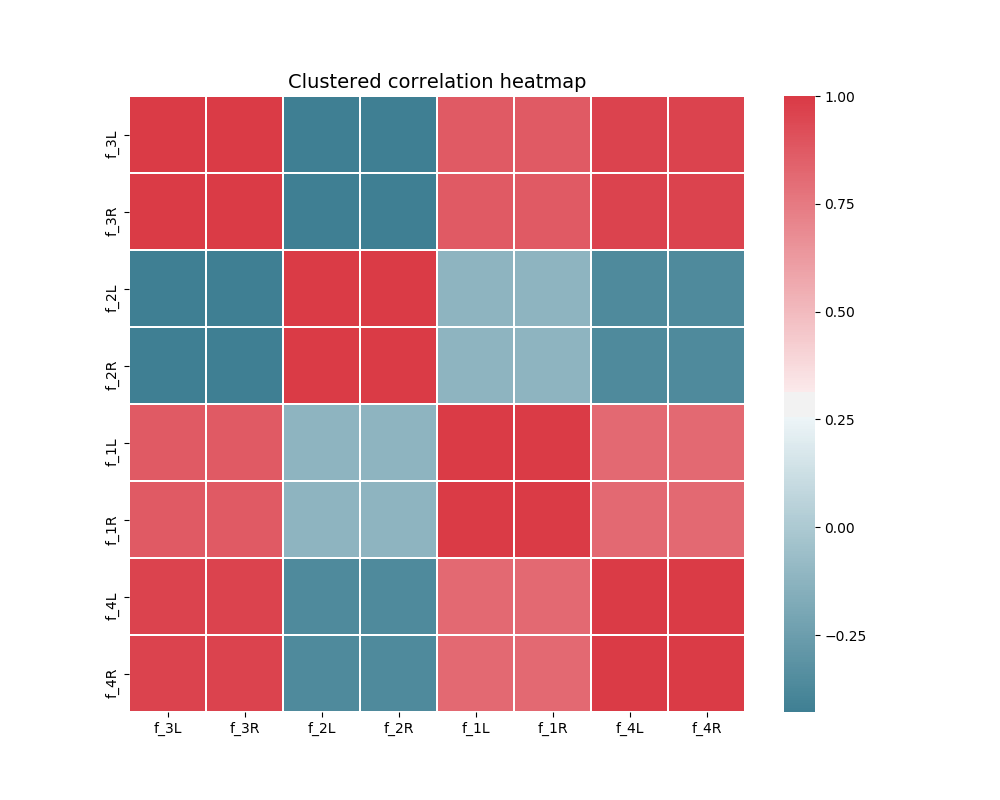 Clustered correlation heatmap
f_3L
f_3R
f_2L
f_2R
f_1L
f_1R
f_4L
f_4R
f_3L f_3R f_2L f_2R f_1L f_1R f_4L f_4R
1.00
0.75
0.50
0.25
0.00
−0.25